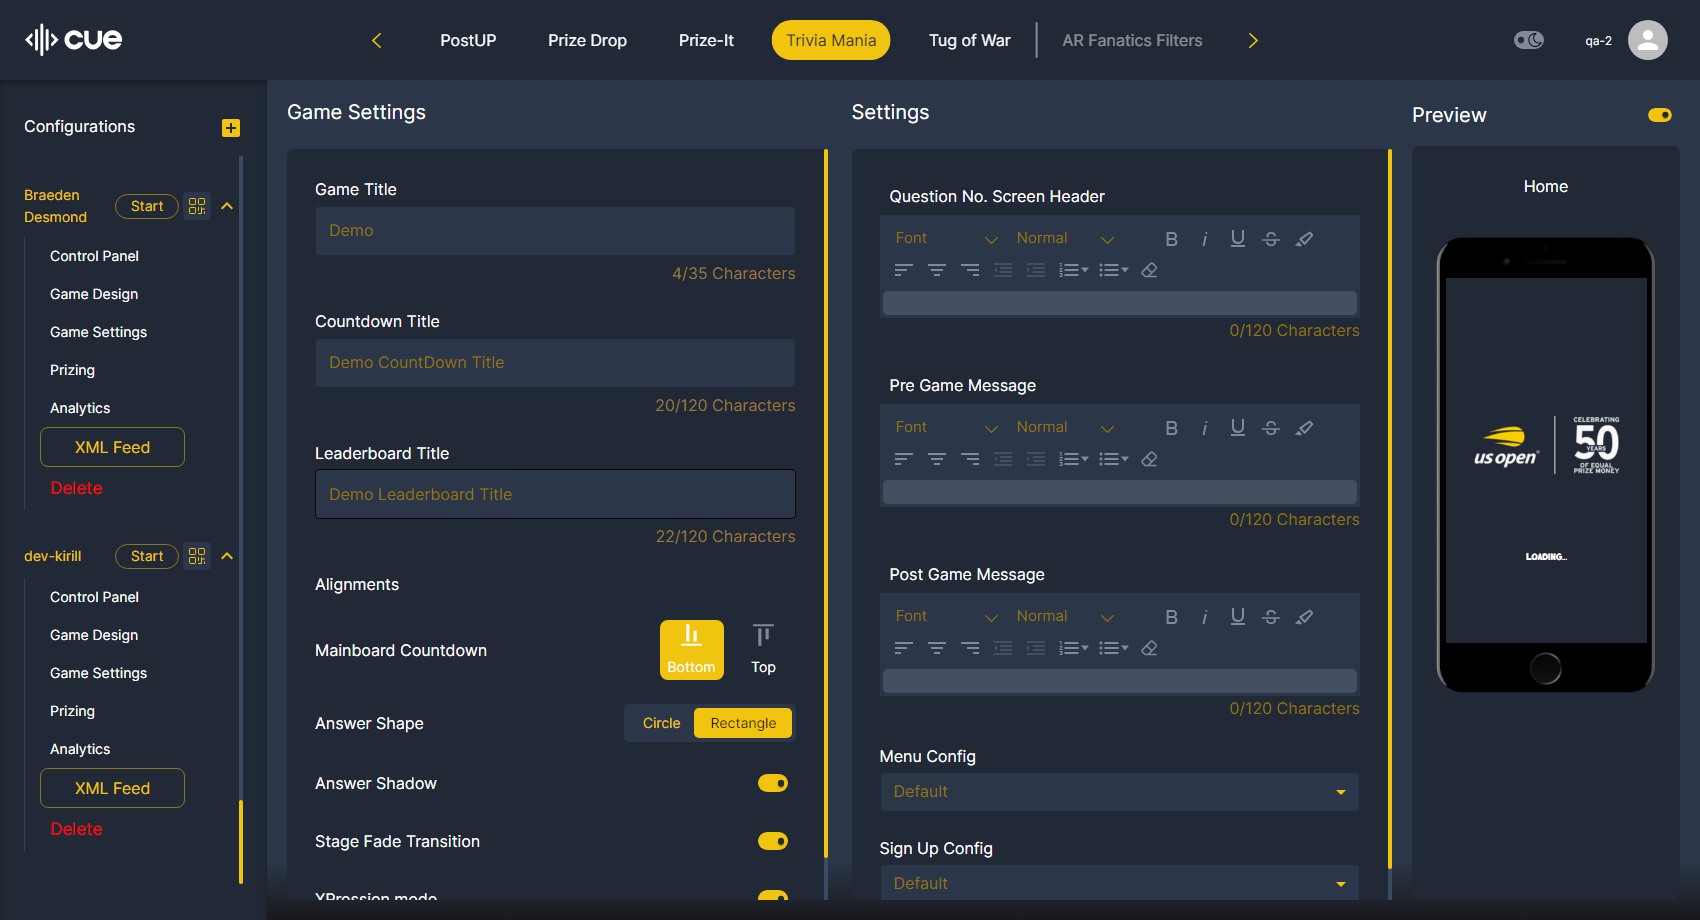 cue
PostUP
Prize Drop
Prize-It
Trivia Mania
Tug of War
AR Fanatics Filters
qa-2
Configurations
Braeden
Desmond
Start
Control Panel
Game Design
Game Settings
Prizing
Analytics
XML Feed
Delete
dev-kirill
Start
Control Panel
Game Design
Game Settings
Prizing
Analytics
XML Feed
Delete
Game Settings
Game Title
Demo
4/35 Characters
Countdown Title
Demo CountDown Title
20/120 Characters
Leaderboard Title
Demo Leaderboard Title
22/120 Characters
Alignments
Mainboard Countdown
Bottom
Top
Answer Shape
Circle
Rectangle
Answer Shadow
Stage Fade Transition
XPression mode
Settings
Question No. Screen Header
Font
Normal
B i U S
0/120 Characters
Pre Game Message
Font
Normal
B i U S
0/120 Characters
Post Game Message
Font
Normal
B i U S
0/120 Characters
Menu Config
Default
Sign Up Config
Default
Preview
Home
us open
CELEBRATING
50
YEARS
OF EQUAL
PRIZE MONEY
LOADING...